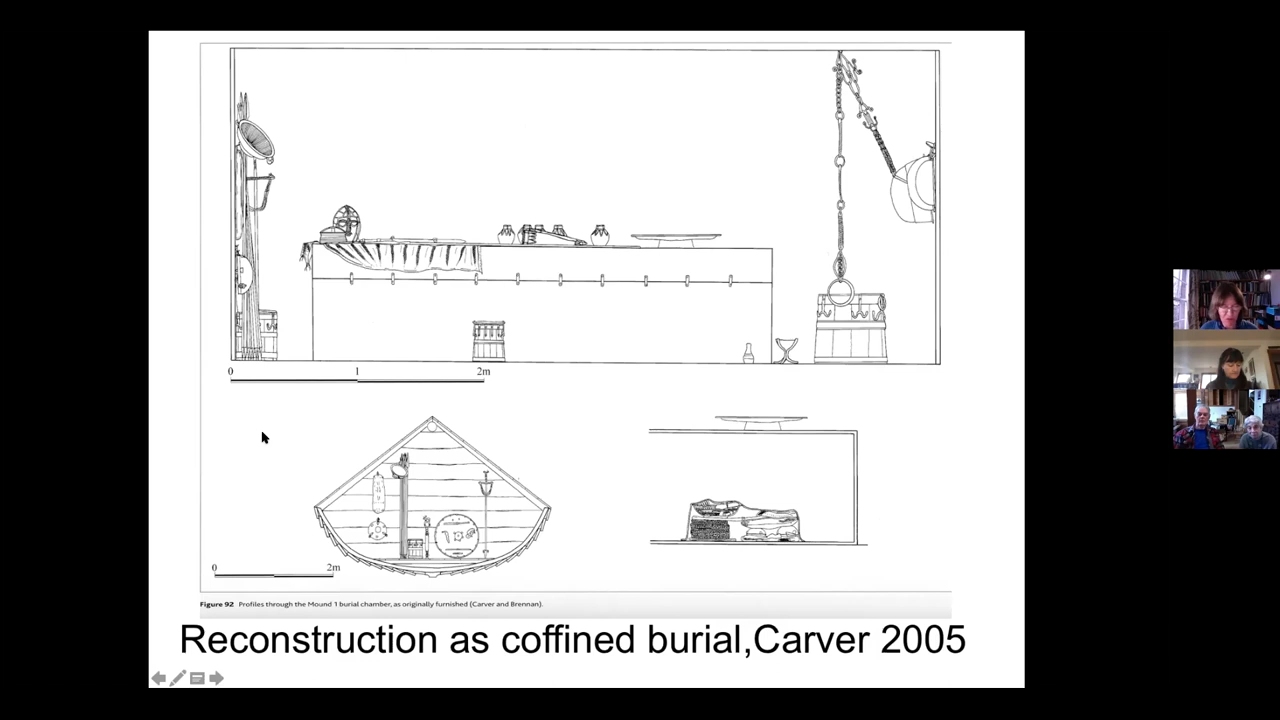 0 1 2m
0 2m
Figure 92 Profiles through the Mound 1 burial chamber, as originally furnished (Carver and Brennan).
Reconstruction as coffined burial,Carver 2005